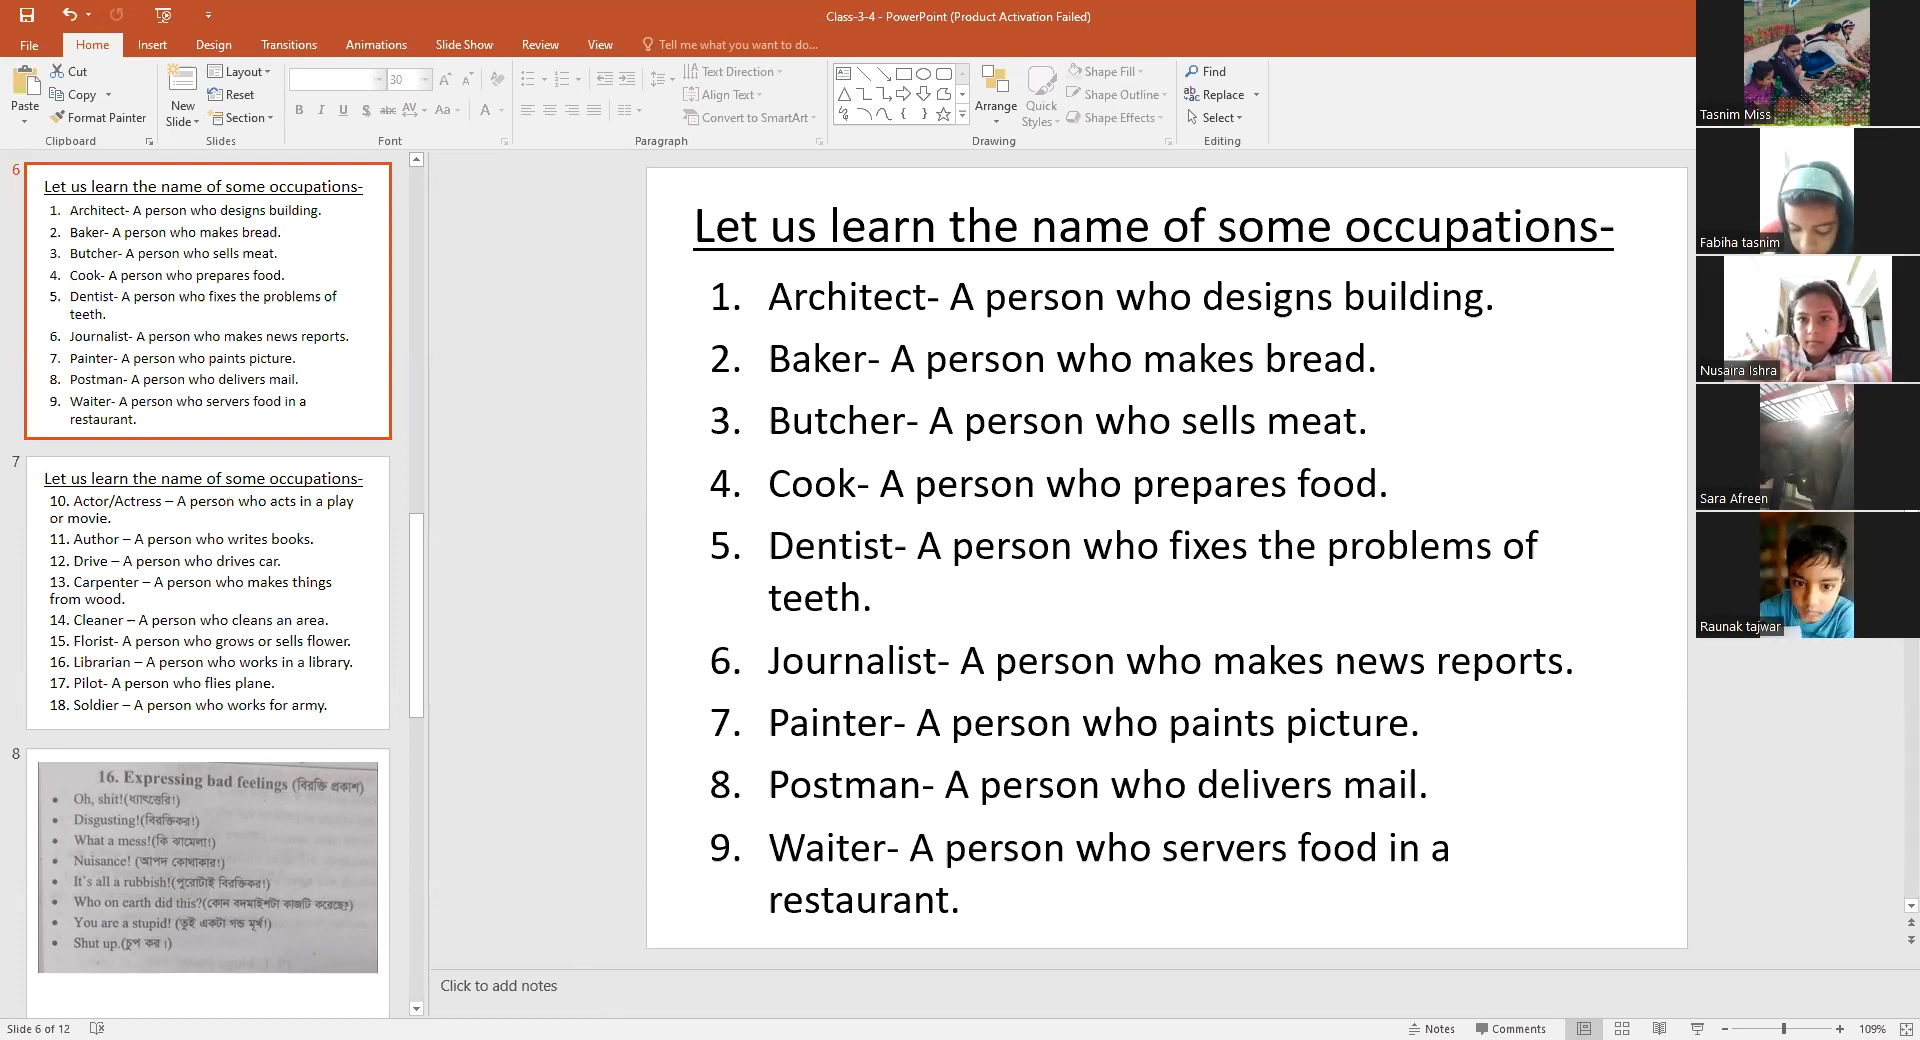 Class-3-4 - PowerPoint (Product Activation Failed)
File Home Insert Design Transitions Animations Slide Show Review View Tell me what you want to do...
Paste
Cut
Copy
Format Painter
Clipboard
New Slide
Layout
Reset
Section
Slides
30
B I U S abc AV Aa A
Font
Text Direction
Align Text
Convert to SmartArt
Paragraph
Arrange
Quick Styles
Shape Fill
Shape Outline
Shape Effects
Drawing
Find
Replace
Select
Editing
6
Let us learn the name of some occupations-
1. Architect- A person who designs building.
2. Baker- A person who makes bread.
3. Butcher- A person who sells meat.
4. Cook- A person who prepares food.
5. Dentist- A person who fixes the problems of
teeth.
6. Journalist- A person who makes news reports.
7. Painter- A person who paints picture.
8. Postman- A person who delivers mail.
9. Waiter- A person who servers food in a
restaurant.
7
Let us learn the name of some occupations-
10. Actor/Actress – A person who acts in a play
or movie.
11. Author – A person who writes books.
12. Drive – A person who drives car.
13. Carpenter – A person who makes things
from wood.
14. Cleaner – A person who cleans an area.
15. Florist- A person who grows or sells flower.
16. Librarian – A person who works in a library.
17. Pilot- A person who flies plane.
18. Soldier – A person who works for army.
8
16. Expressing bad feelings (বিরক্তি প্রকাশ)
Oh, shit!(ধ্যাৎতেরি!)
Disgusting!(বিরক্তিকর!)
What a mess!(কি ঝামেলা!)
Nuisance! (আপদ কোথাকার!)
It's all a rubbish!(পুরোটাই বিরক্তিকর!)
Who on earth did this?(কোন বদমাইশটা কাজটি করেছে?)
You are a stupid! (তুই একটা গন্ড মূর্খ!)
Shut up.(চুপ কর।)
Let us learn the name of some occupations-
1. Architect- A person who designs building.
2. Baker- A person who makes bread.
3. Butcher- A person who sells meat.
4. Cook- A person who prepares food.
5. Dentist- A person who fixes the problems of
teeth.
6. Journalist- A person who makes news reports.
7. Painter- A person who paints picture.
8. Postman- A person who delivers mail.
9. Waiter- A person who servers food in a
restaurant.
Click to add notes
Tasnim Miss
Fabiha tasnim
Nusaira Ishra
Sara Afreen
Raunak tajwar
Slide 6 of 12 Notes Comments 109%